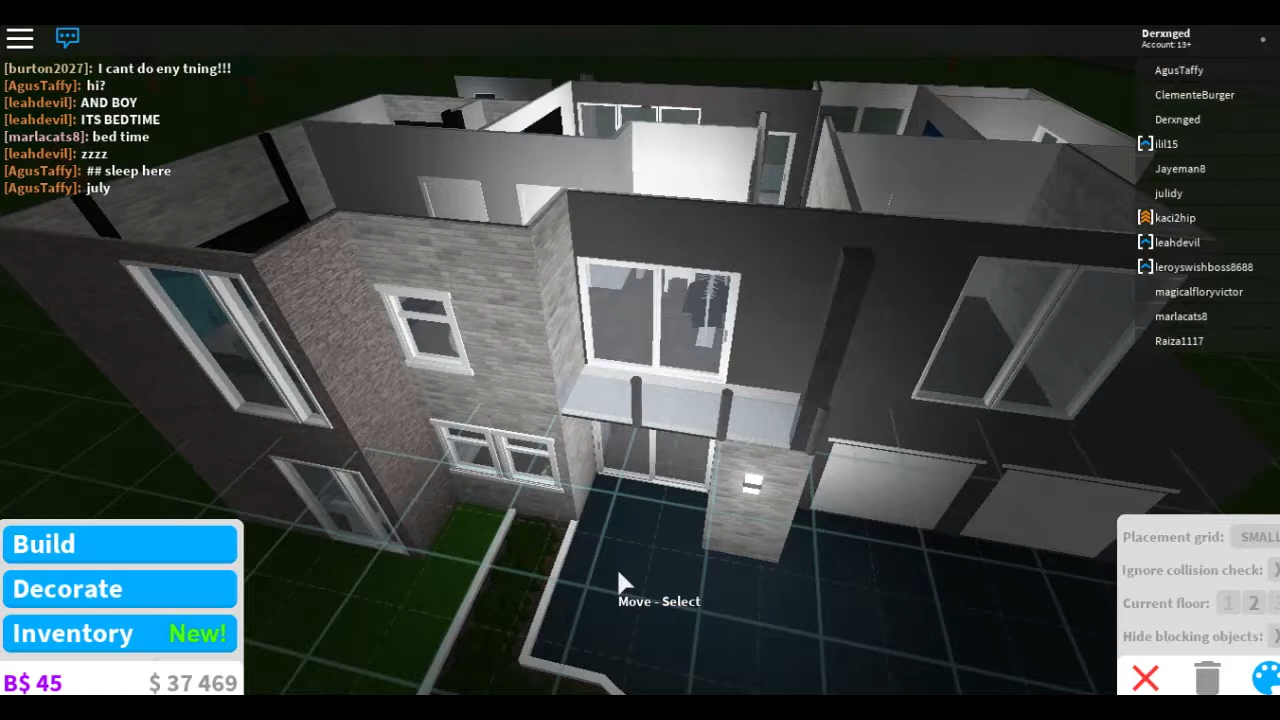 [burton2027]: I cant do eny tning!!!
[AgusTaffy]: hi?
[leahdevil]: AND BOY
[leahdevil]: ITS BEDTIME
[marlacats8]: bed time
[leahdevil]: zzzz
[AgusTaffy]: ## sleep here
[AgusTaffy]: july
Derxnged
Account: 13+
AgusTaffy
ClementeBurger
Derxnged
ilil15
Jayeman8
julidy
kaci2hip
leahdevil
leroyswishboss8688
magicalfloryvictor
marlacats8
Raiza1117
Move - Select
Build
Decorate
Inventory New!
B$ 45 $ 37 469
Placement grid: SMALL
Ignore collision check: X
Current floor: 1 2
Hide blocking objects: X